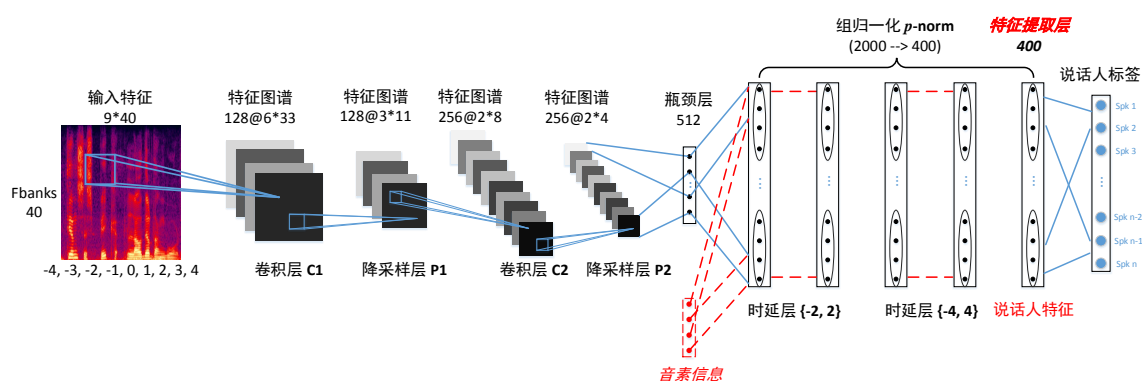 组归一化 p-norm
(2000 --> 400)
特征提取层
400
输入特征
9*40
特征图谱
128@6*33
特征图谱
128@3*11
特征图谱
256@2*8
特征图谱
256@2*4
瓶颈层
512
说话人标签
Spk 1
Spk 2
Spk 3
...
Spk n-2
Spk n-1
Spk n
Fbanks
40
-4, -3, -2, -1, 0, 1, 2, 3, 4
卷积层 C1
降采样层 P1
卷积层 C2
降采样层 P2
时延层 {-2, 2}
时延层 {-4, 4}
说话人特征
音素信息